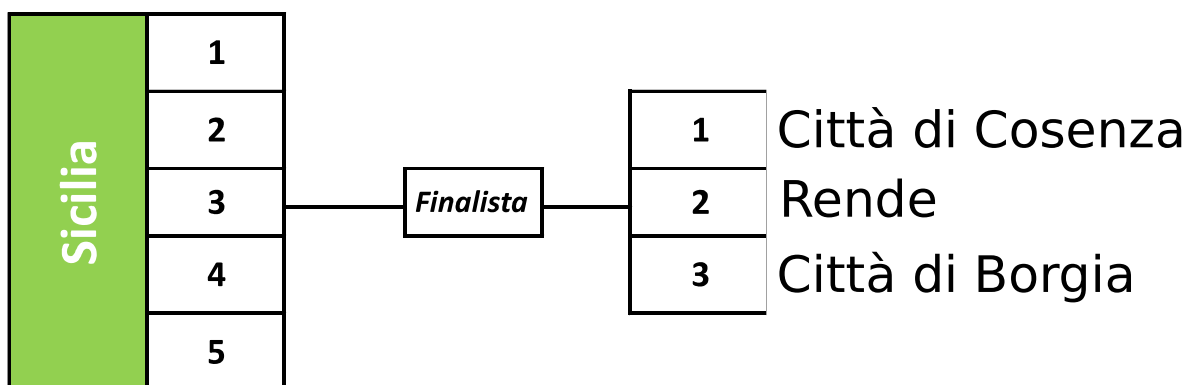 Sicilia
1
2
3
4
5
Finalista
1 Città di Cosenza
2 Rende
3 Città di Borgia